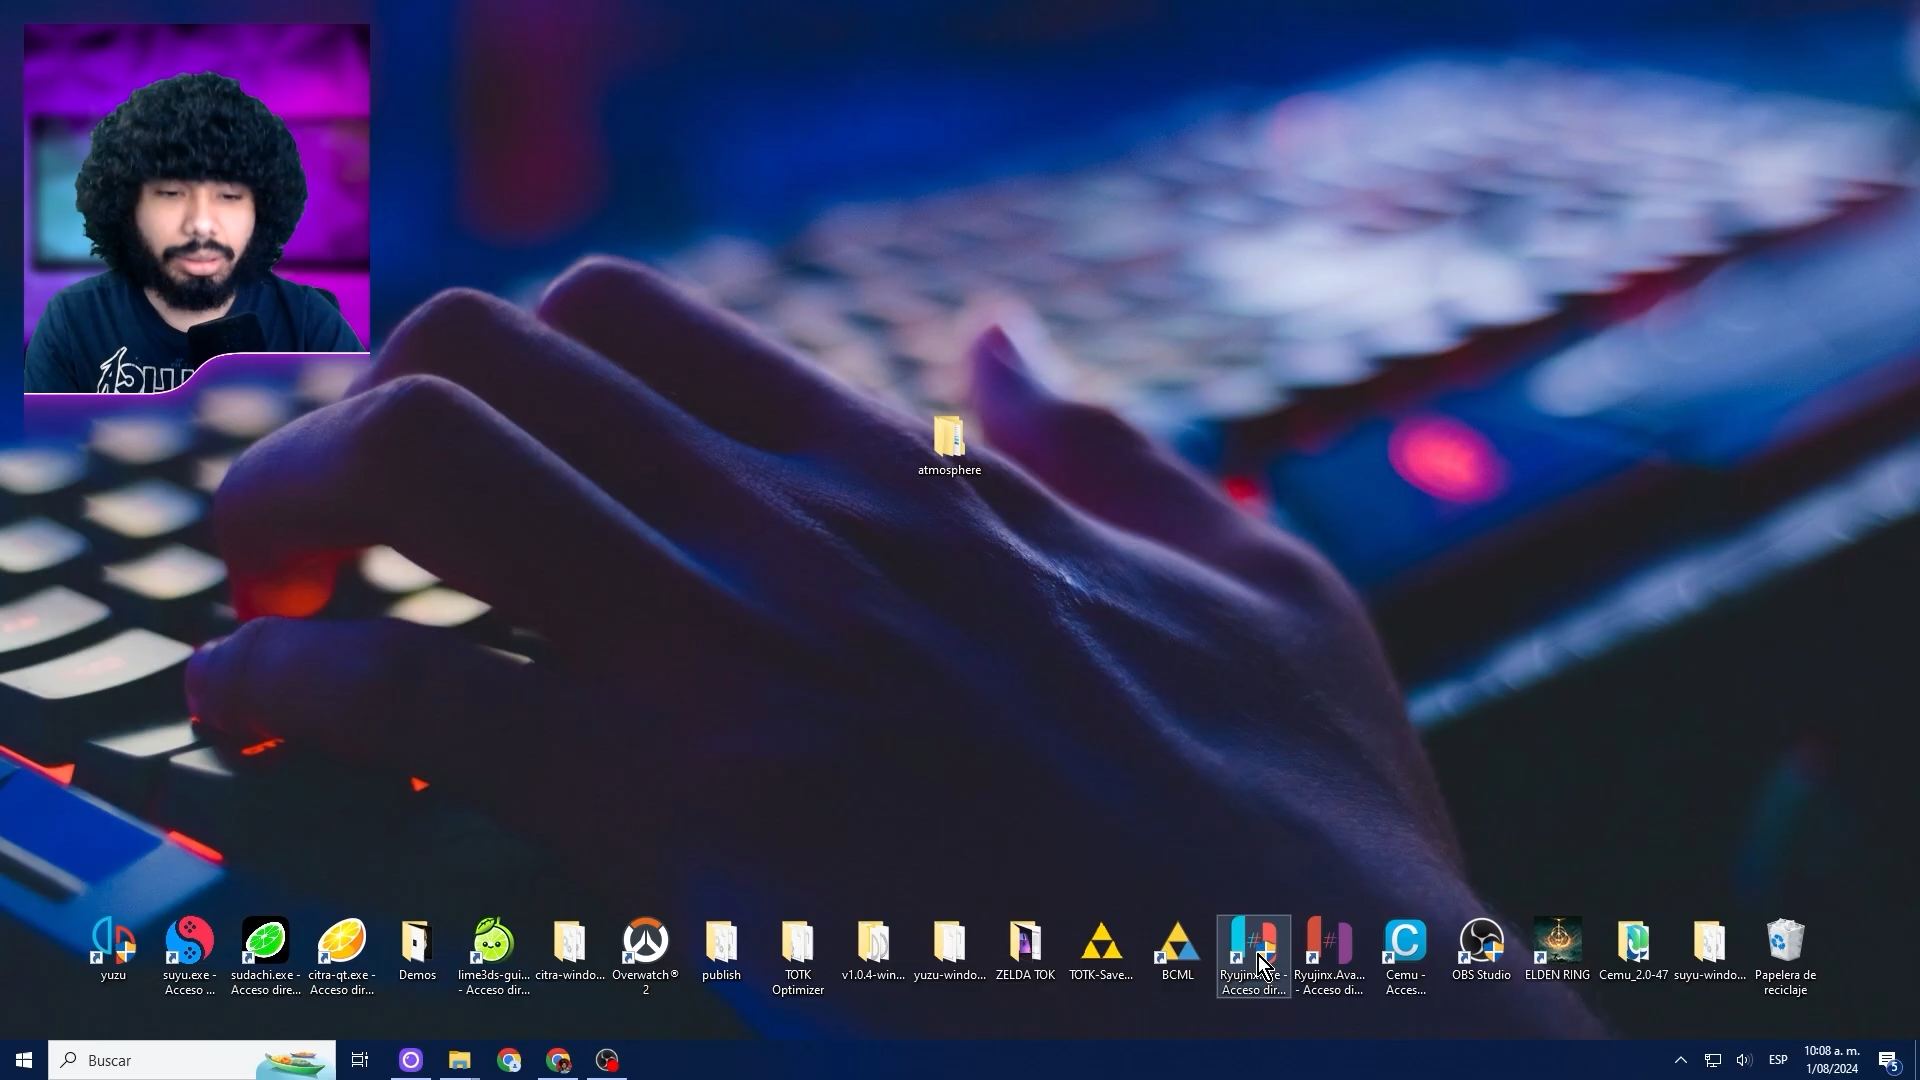 atmosphere
yuzu
suyu.exe -
Acceso ...
sudachi.exe -
Acceso dire...
citra-qt.exe -
Acceso dir...
Demos
lime3ds-gui...
- Acceso dir...
citra-windo...
Overwatch®
2
publish
TOTK
Optimizer
v1.0.4-win...
yuzu-windo...
ZELDA TOK
TOTK-Save...
BCML
Acceso dir...
Ryujinx.Ava...
- Acceso di...
Cemu -
Acces...
OBS Studio
ELDEN RING
Cemu_2.0-47
suyu-windo...
Papelera de
reciclaje
Buscar
ESP
10:08 a. m.
1/08/2024
5